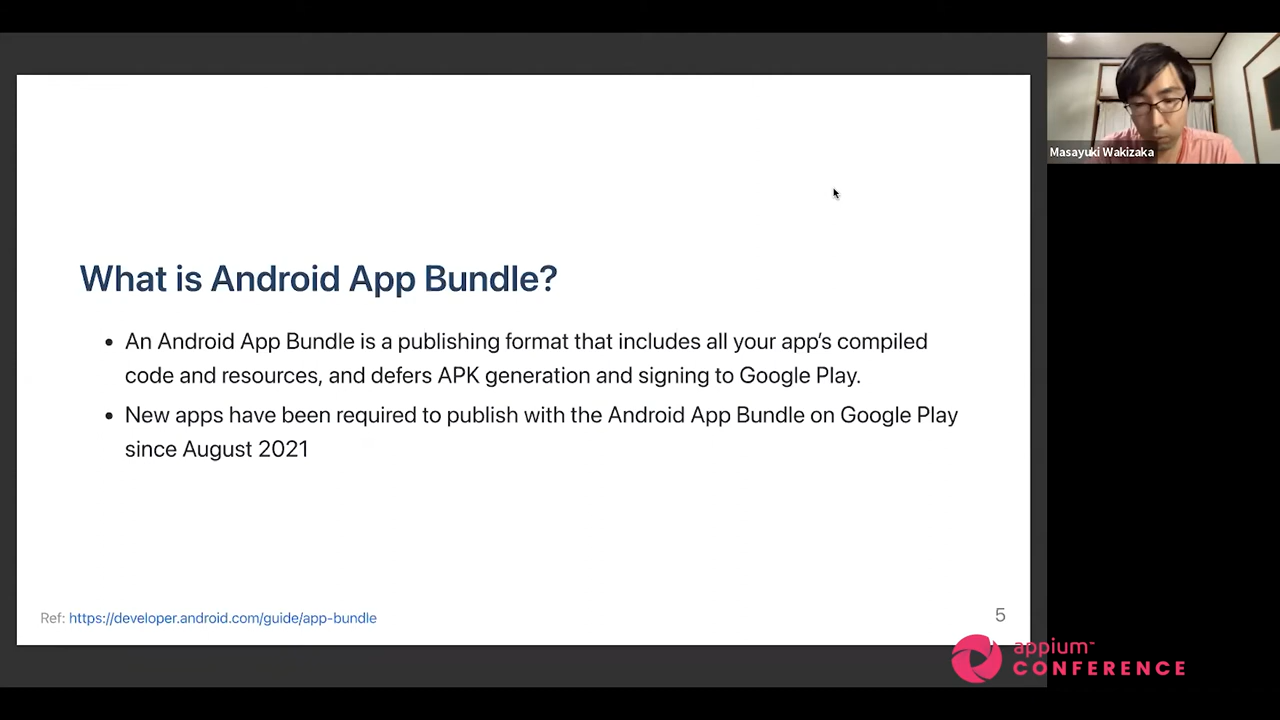 Masayuki Wakizaka
What is Android App Bundle?
• An Android App Bundle is a publishing format that includes all your app’s compiled
code and resources, and defers APK generation and signing to Google Play.
• New apps have been required to publish with the Android App Bundle on Google Play
since August 2021
Ref: https://developer.android.com/guide/app-bundle
5
appium™
CONFERENCE